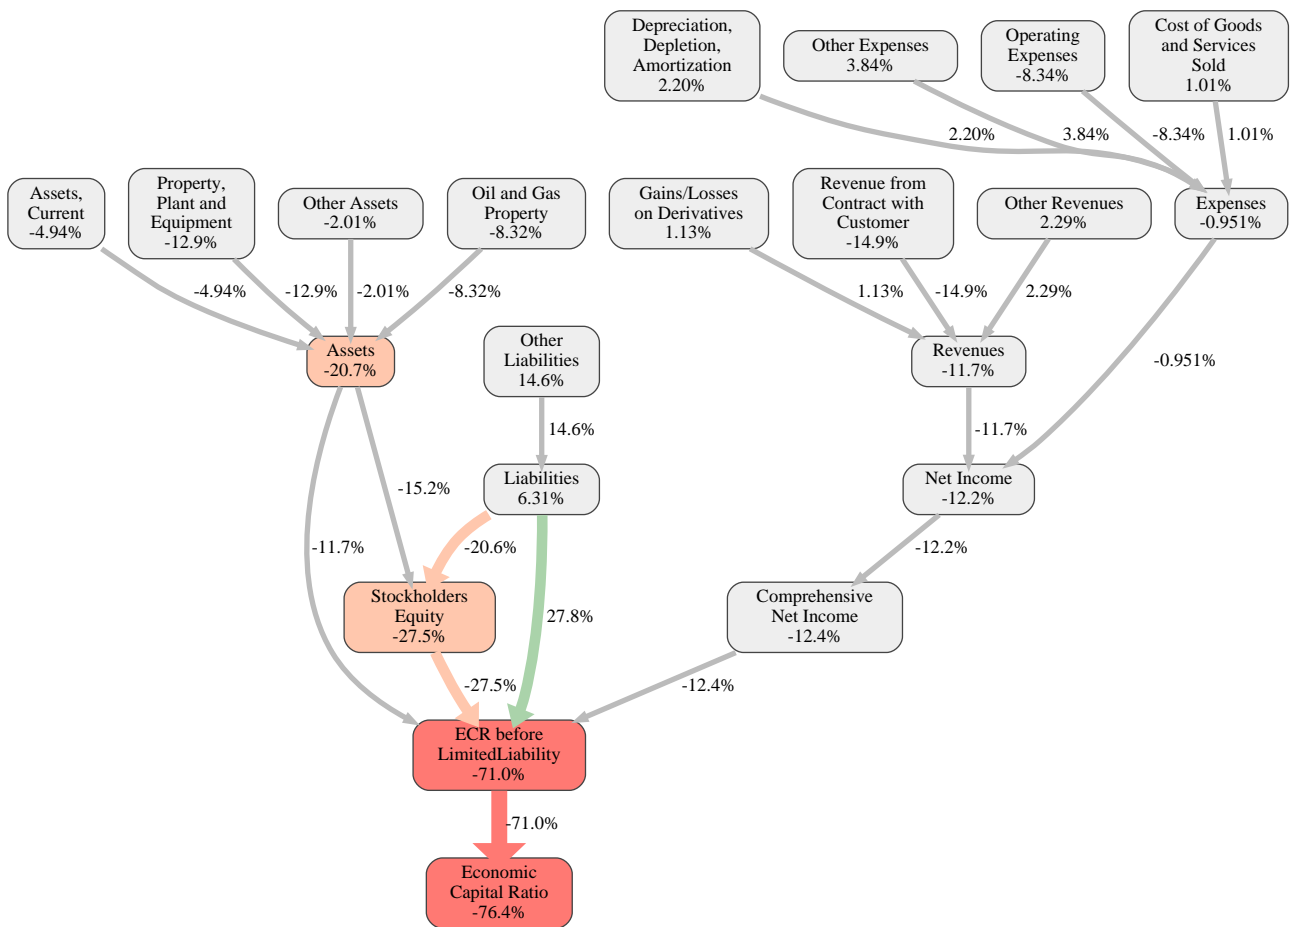 Depreciation,
Depletion,
Amortization
2.20%
Other Expenses
3.84%
Operating
Expenses
-8.34%
Cost of Goods
and Services
Sold
1.01%
2.20%
3.84%
-8.34%
1.01%
Assets,
Current
-4.94%
Property,
Plant and
Equipment
-12.9%
Other Assets
-2.01%
Oil and Gas
Property
-8.32%
Gains/Losses
on Derivatives
1.13%
Revenue from
Contract with
Customer
-14.9%
Other Revenues
2.29%
Expenses
-0.951%
-4.94%
-12.9%
-2.01%
-8.32%
1.13%
-14.9%
2.29%
-0.951%
Assets
-20.7%
Other
Liabilities
14.6%
Revenues
-11.7%
14.6%
-11.7%
Liabilities
6.31%
Net Income
-12.2%
-15.2%
-11.7%
-20.6%
27.8%
-12.2%
Stockholders
Equity
-27.5%
Comprehensive
Net Income
-12.4%
-27.5%
-12.4%
ECR before
LimitedLiability
-71.0%
-71.0%
Economic
Capital Ratio
-76.4%